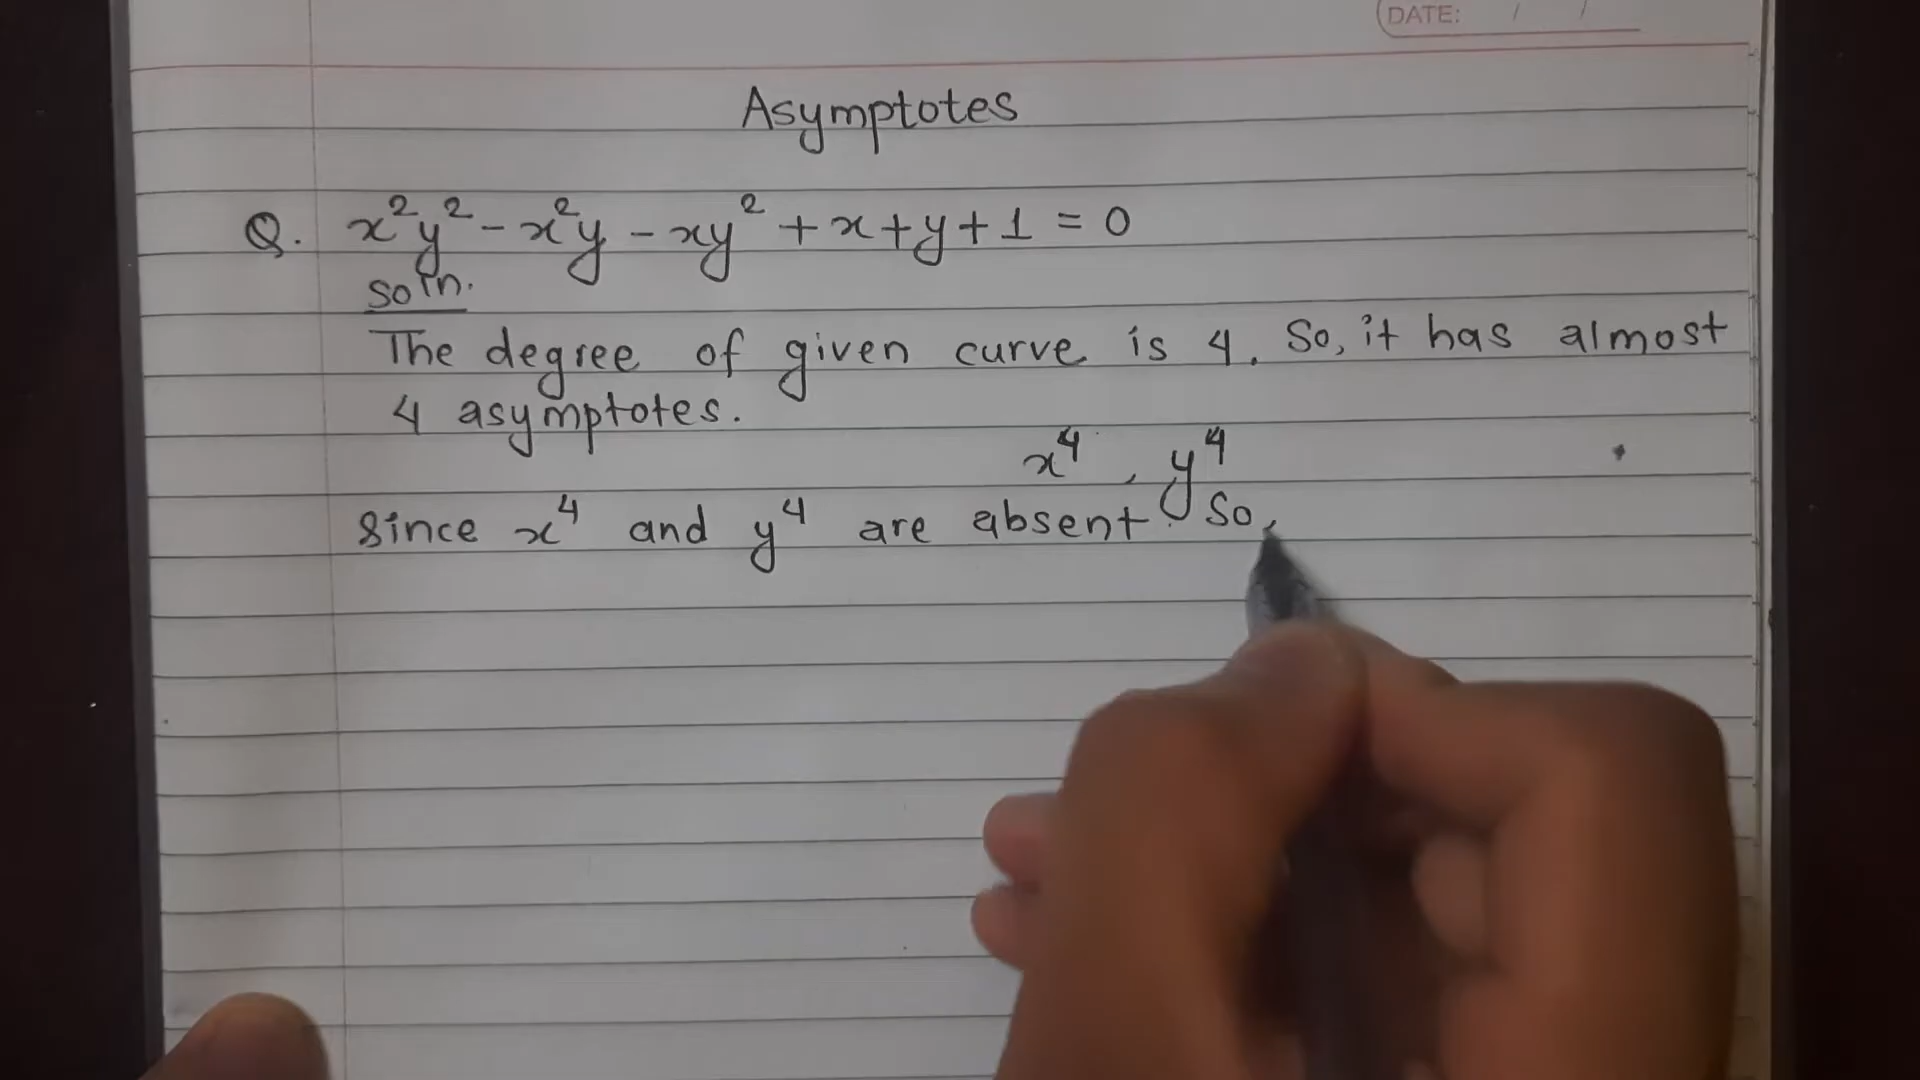 DATE: / /
Asymptotes
Q. x²y² - x²y - xy² + x + y + 1 = 0
soln.
The degree of given curve is 4. So, it has almost
4 asymptotes.
x⁴, y⁴
Since x⁴ and y⁴ are absent. So,